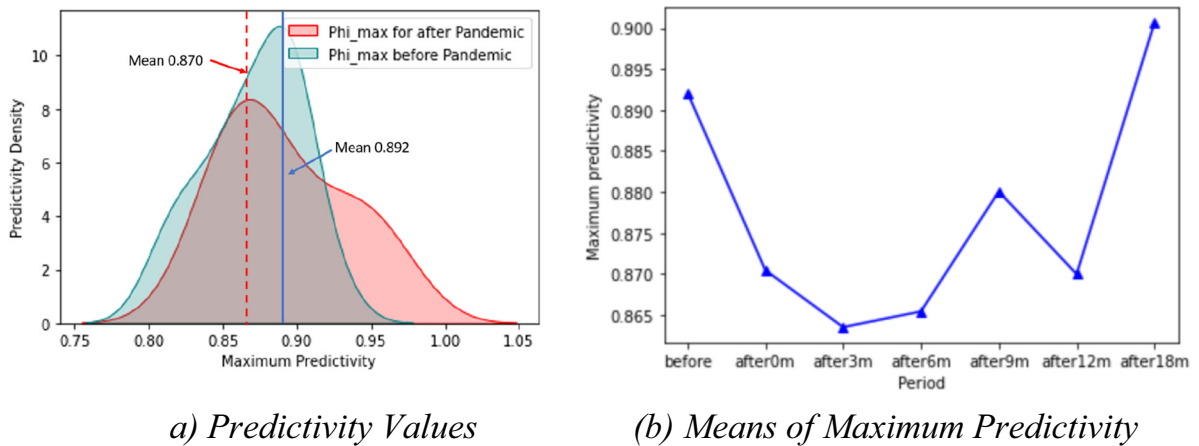 Phi_max for after Pandemic
Phi_max before Pandemic
Mean 0.870
Mean 0.892
Predictivity Density
10
8
6
4
2
0
0.75 0.80 0.85 0.90 0.95 1.00 1.05
Maximum Predictivity
a) Predictivity Values
Maximum predictivity
0.900
0.895
0.890
0.885
0.880
0.875
0.870
0.865
before after0m after3m after6m after9m after12m after18m
Period
(b) Means of Maximum Predictivity